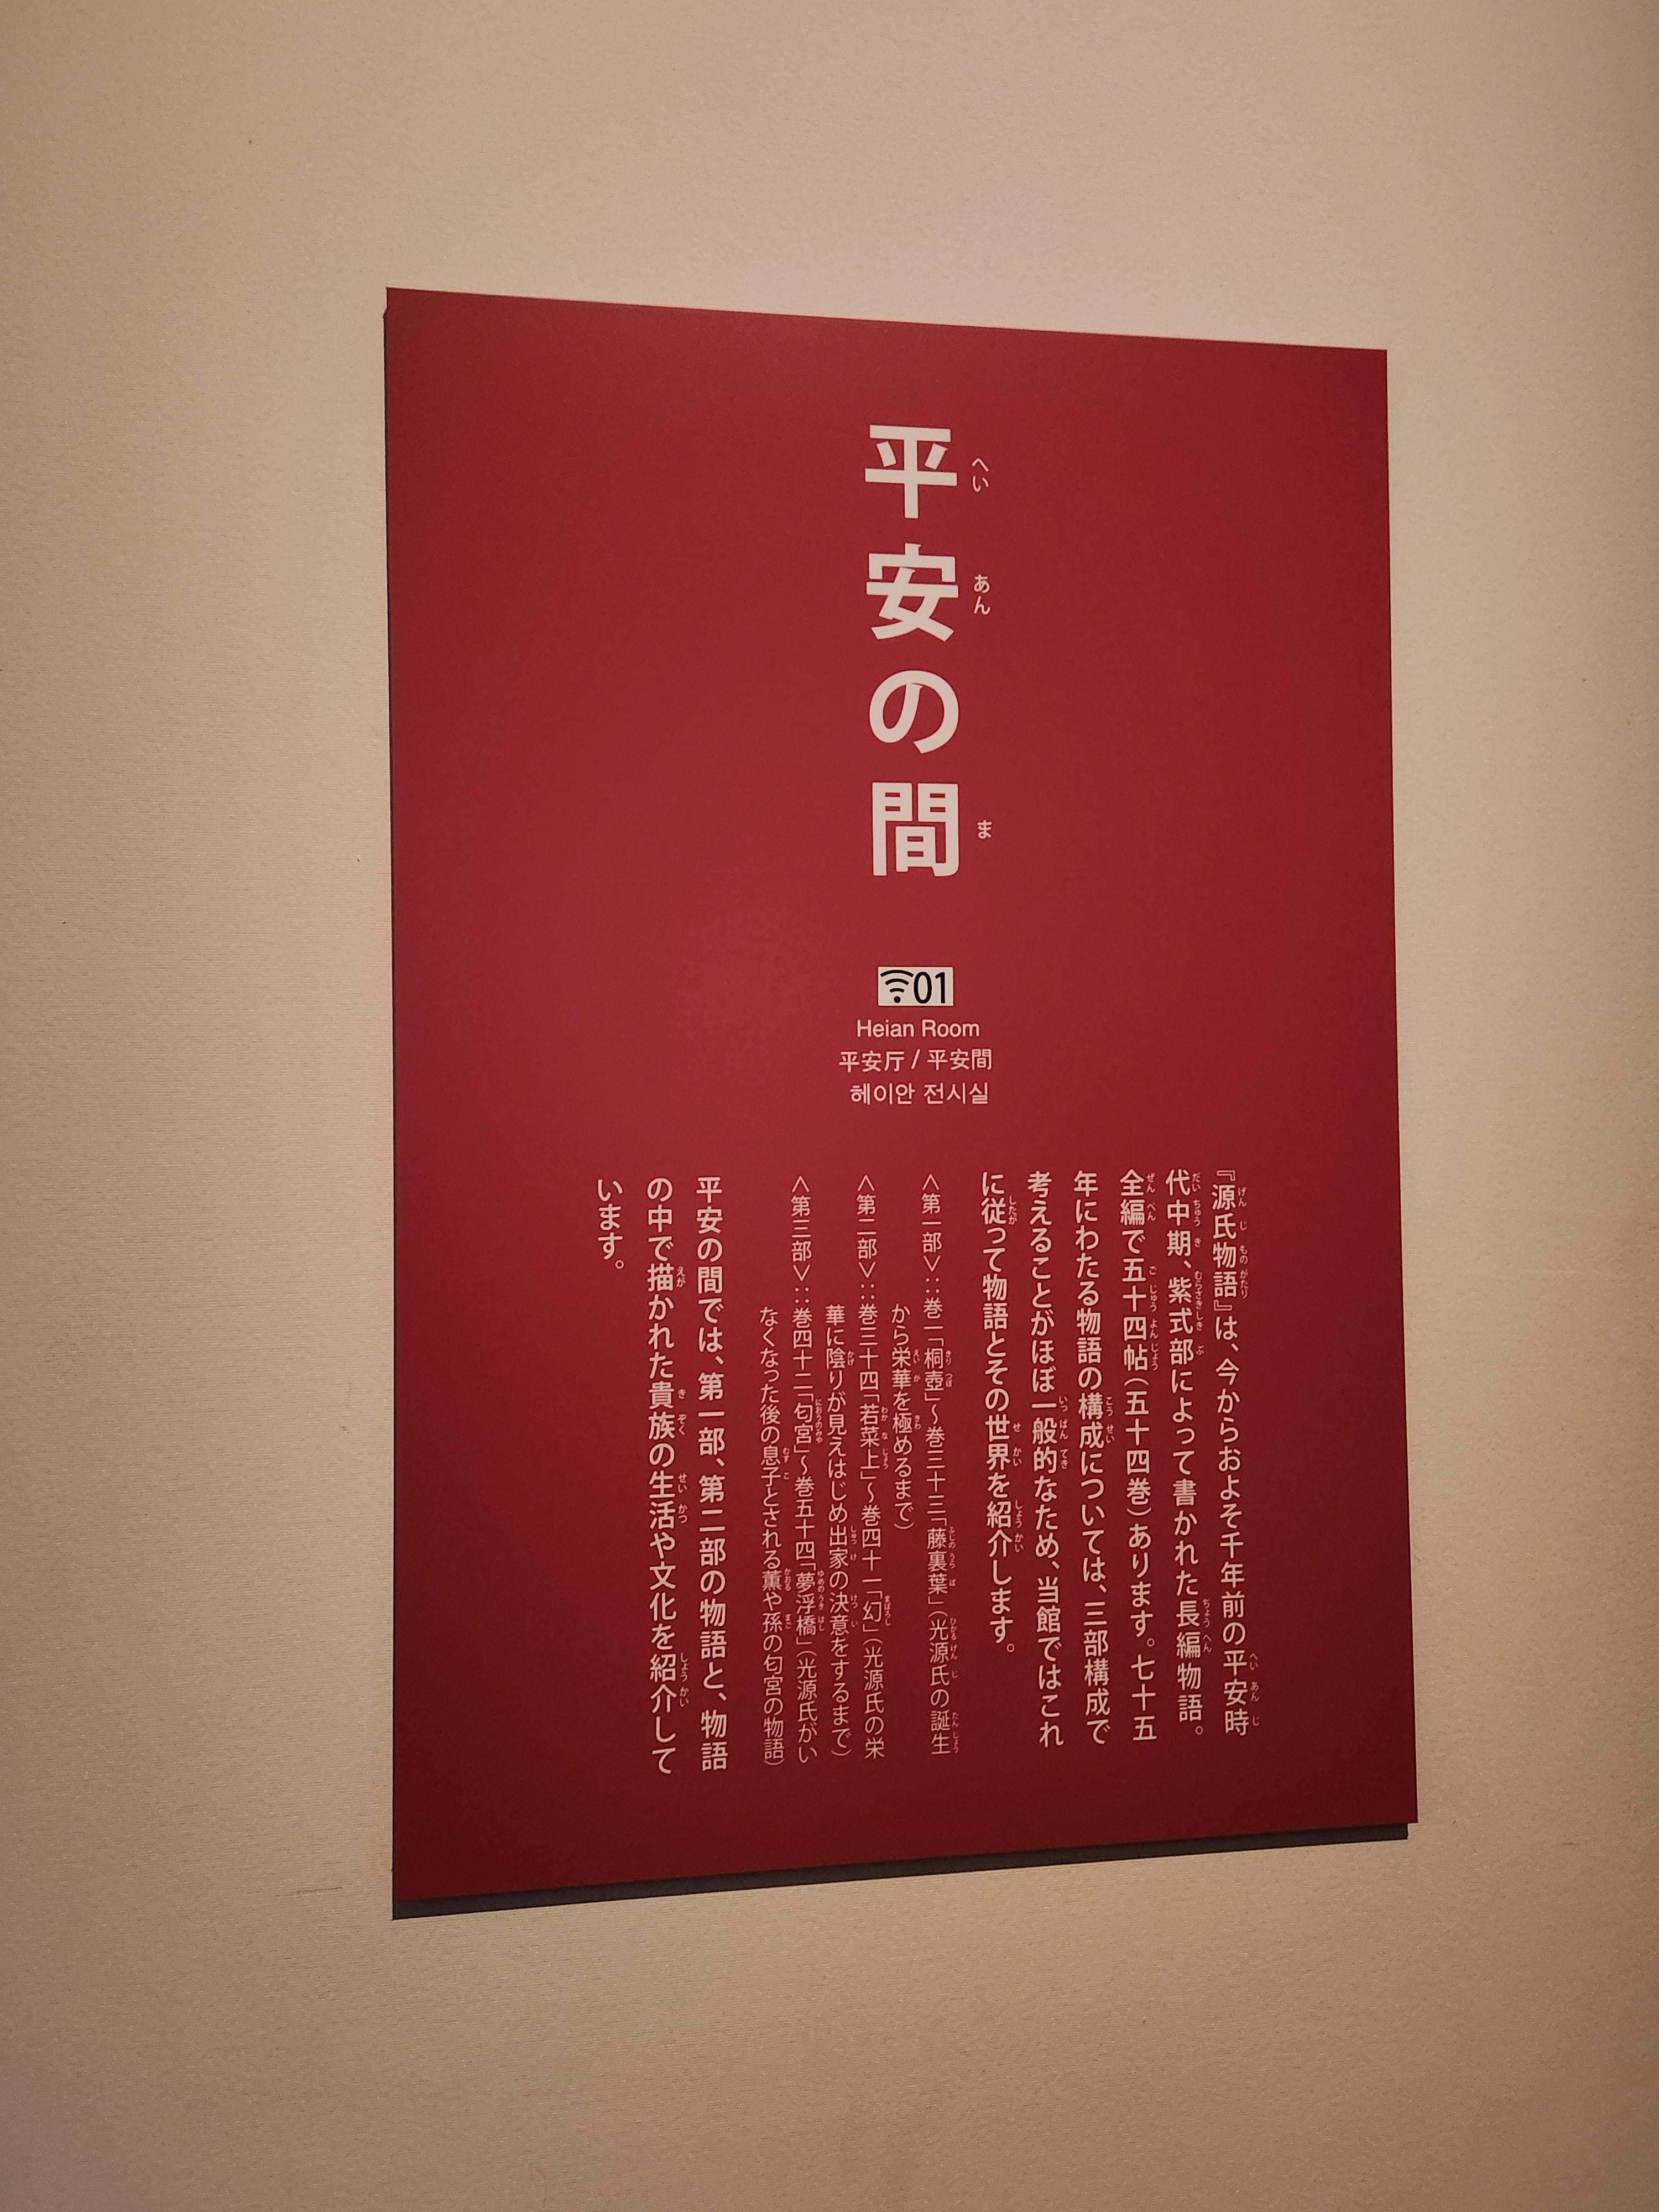 平安の間
へいあんま
01
Heian Room
平安厅 / 平安間
헤이안 전시실
『源氏物語』は、今からおよそ千年前の平安時
代中期、紫式部によって書かれた長編物語。
全編で五十四帖（五十四巻）あります。七十五
年にわたる物語の構成については、三部構成で
考えることがほぼ一般的なため、当館ではこれ
に従って物語とその世界を紹介します。
＜第一部＞：巻一「桐壺」～巻三十三「藤裏葉」（光源氏の誕生
から栄華を極めるまで）
＜第二部＞：巻三十四「若菜上」～巻四十一「幻」（光源氏の栄
華に陰りが見えはじめ出家の決意をするまで）
＜第三部＞：巻四十二「匂宮」～巻五十四「夢浮橋」（光源氏がい
なくなった後の息子とされる薫や孫の匂宮の物語）
平安の間では、第一部、第二部の物語と、物語
の中で描かれた貴族の生活や文化を紹介して
います。